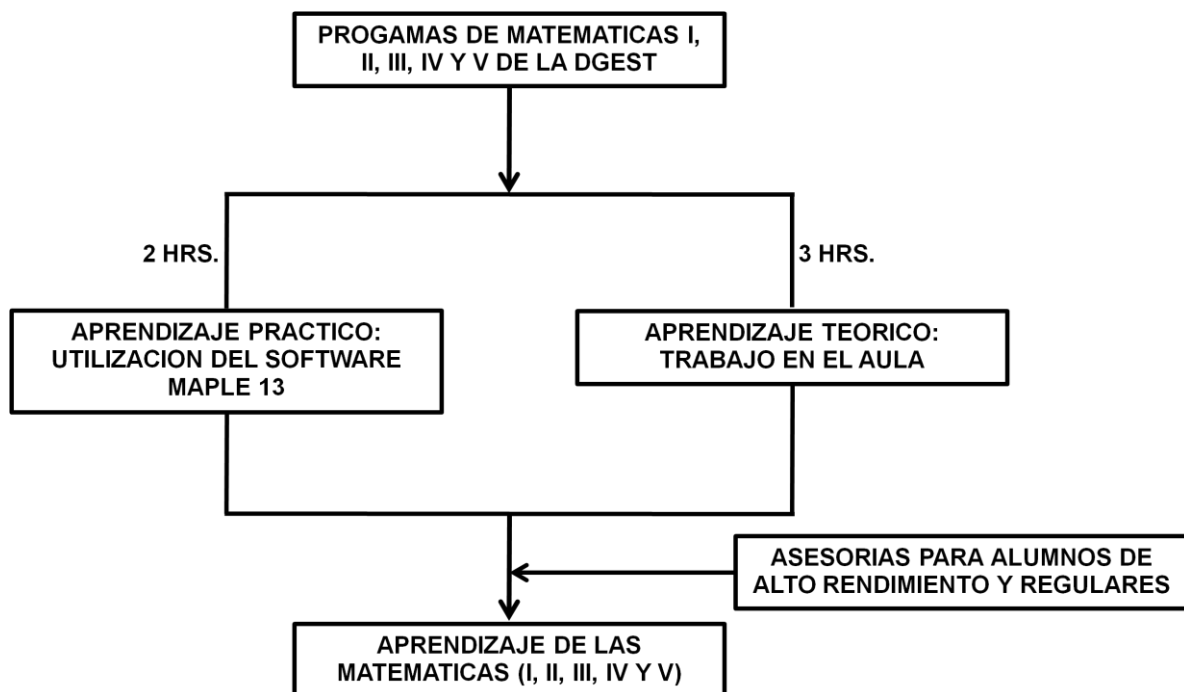 PROGAMAS DE MATEMATICAS I,
II, III, IV Y V DE LA DGEST
2 HRS.
3 HRS.
APRENDIZAJE PRACTICO:
UTILIZACION DEL SOFTWARE
MAPLE 13
APRENDIZAJE TEORICO:
TRABAJO EN EL AULA
ASESORIAS PARA ALUMNOS DE
ALTO RENDIMIENTO Y REGULARES
APRENDIZAJE DE LAS
MATEMATICAS (I, II, III, IV Y V)